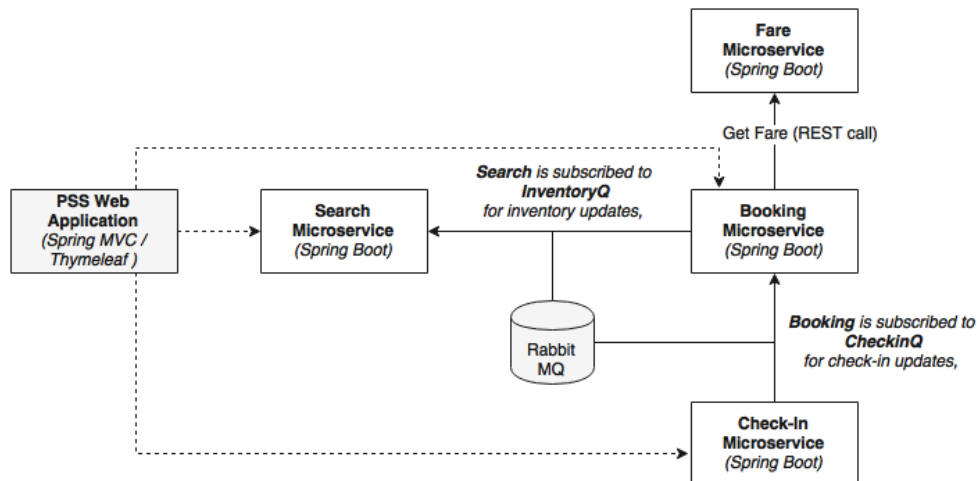 Fare
Microservice
(Spring Boot)
Get Fare (REST call)
Search is subscribed to
InventoryQ
for inventory updates,
PSS Web
Application
(Spring MVC /
Thymeleaf )
Search
Microservice
(Spring Boot)
Booking
Microservice
(Spring Boot)
Rabbit
MQ
Booking is subscribed to
CheckinQ
for check-in updates,
Check-In
Microservice
(Spring Boot)